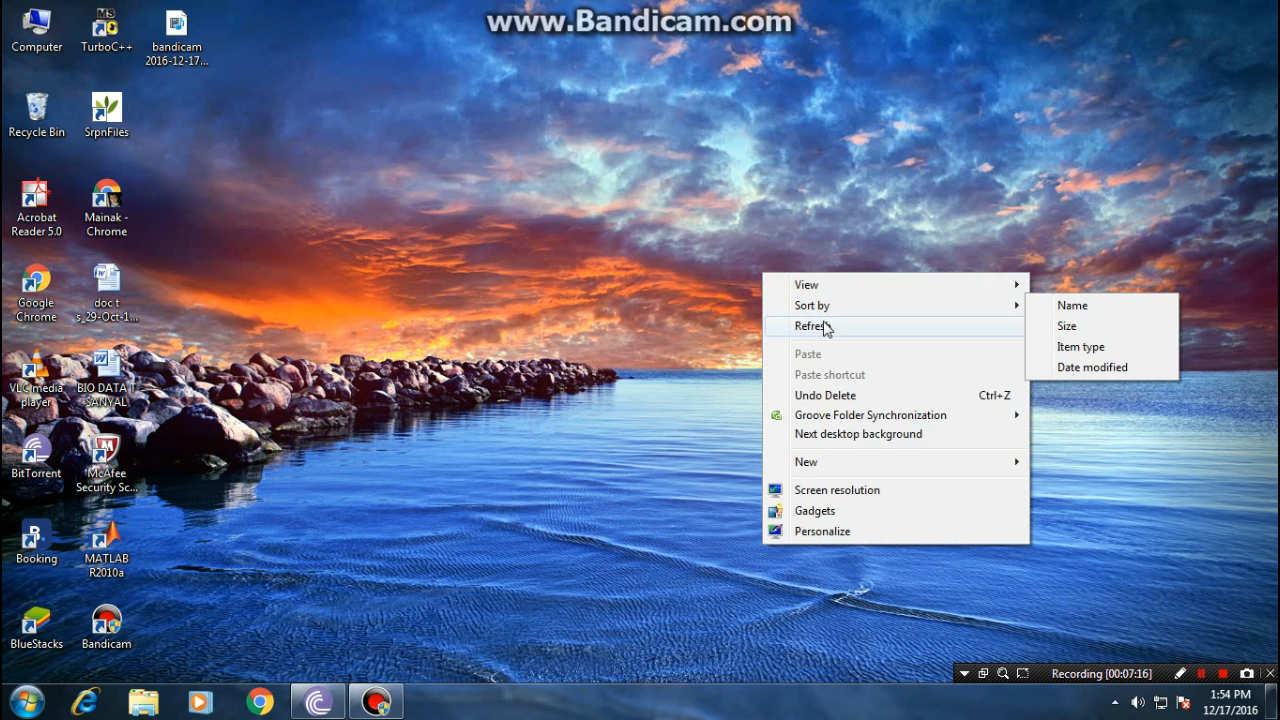 www.Bandicam.com
Computer
TurboC++
bandicam
2016-12-17...
Recycle Bin
SrpnFiles
Acrobat
Reader 5.0
Mainak -
Chrome
Google
Chrome
doc t
s_29-Oct-1...
VLC media
player
BIO DATA T
SANYAL
BitTorrent
McAfee
Security Sc...
Booking
MATLAB
R2010a
BlueStacks
Bandicam
View
Sort by
Refresh
Paste
Paste shortcut
Undo Delete Ctrl+Z
Groove Folder Synchronization
Next desktop background
New
Screen resolution
Gadgets
Personalize
Name
Size
Item type
Date modified
Recording [00:07:16]
1:54 PM
12/17/2016